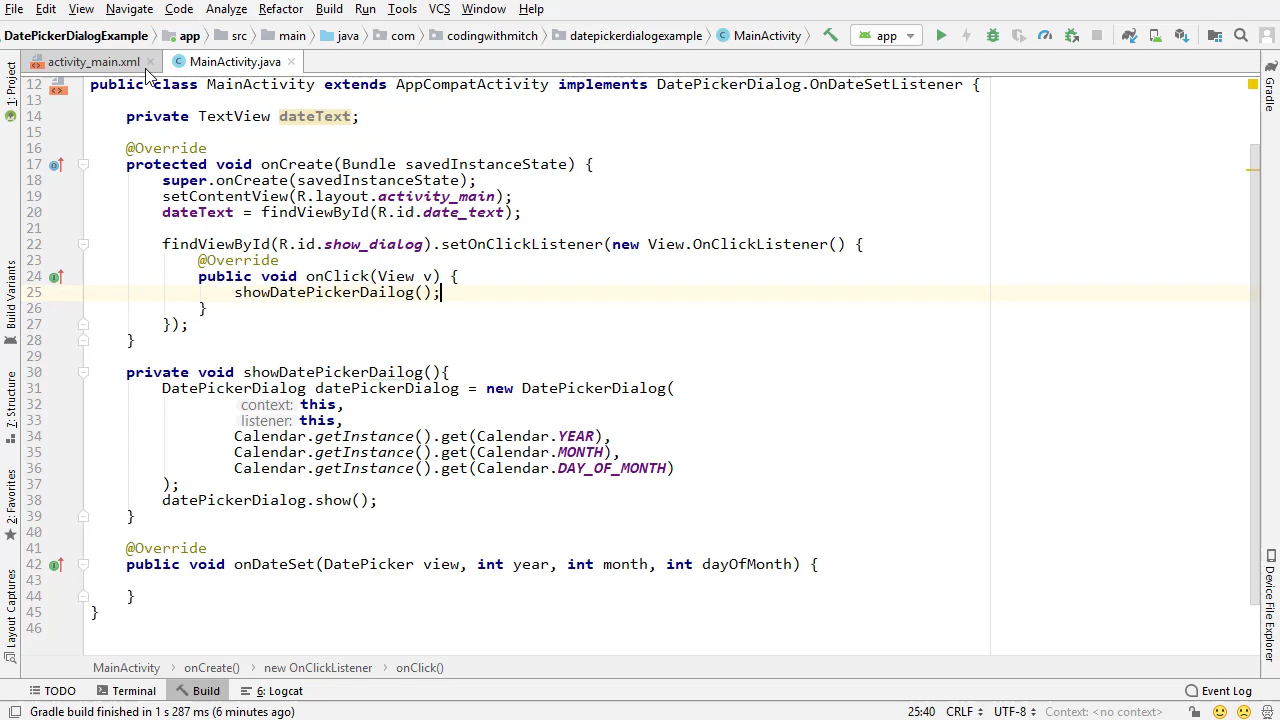 File Edit View Navigate Code Analyze Refactor Build Run Tools VCS Window Help
DatePickerDialogExample app src main java com codingwithmitch datepickerdialogexample MainActivity app
activity_main.xml MainActivity.java
12 public class MainActivity extends AppCompatActivity implements DatePickerDialog.OnDateSetListener {
13
14 private TextView dateText;
15
16 @Override
17 protected void onCreate(Bundle savedInstanceState) {
18 super.onCreate(savedInstanceState);
19 setContentView(R.layout.activity_main);
20 dateText = findViewById(R.id.date_text);
21
22 findViewById(R.id.show_dialog).setOnClickListener(new View.OnClickListener() {
23 @Override
24 public void onClick(View v) {
25 showDatePickerDailog();
26 }
27 });
28 }
29
30 private void showDatePickerDailog(){
31 DatePickerDialog datePickerDialog = new DatePickerDialog(
32 context: this,
33 listener: this,
34 Calendar.getInstance().get(Calendar.YEAR),
35 Calendar.getInstance().get(Calendar.MONTH),
36 Calendar.getInstance().get(Calendar.DAY_OF_MONTH)
37 );
38 datePickerDialog.show();
39 }
40
41 @Override
42 public void onDateSet(DatePicker view, int year, int month, int dayOfMonth) {
43
44 }
45 }
46
1: Project
Build Variants
7: Structure
2: Favorites
Layout Captures
Gradle
Device File Explorer
MainActivity onCreate() new OnClickListener onClick()
TODO Terminal Build 6: Logcat Event Log
Gradle build finished in 1 s 287 ms (6 minutes ago) 25:40 CRLF UTF-8 Context: <no context>